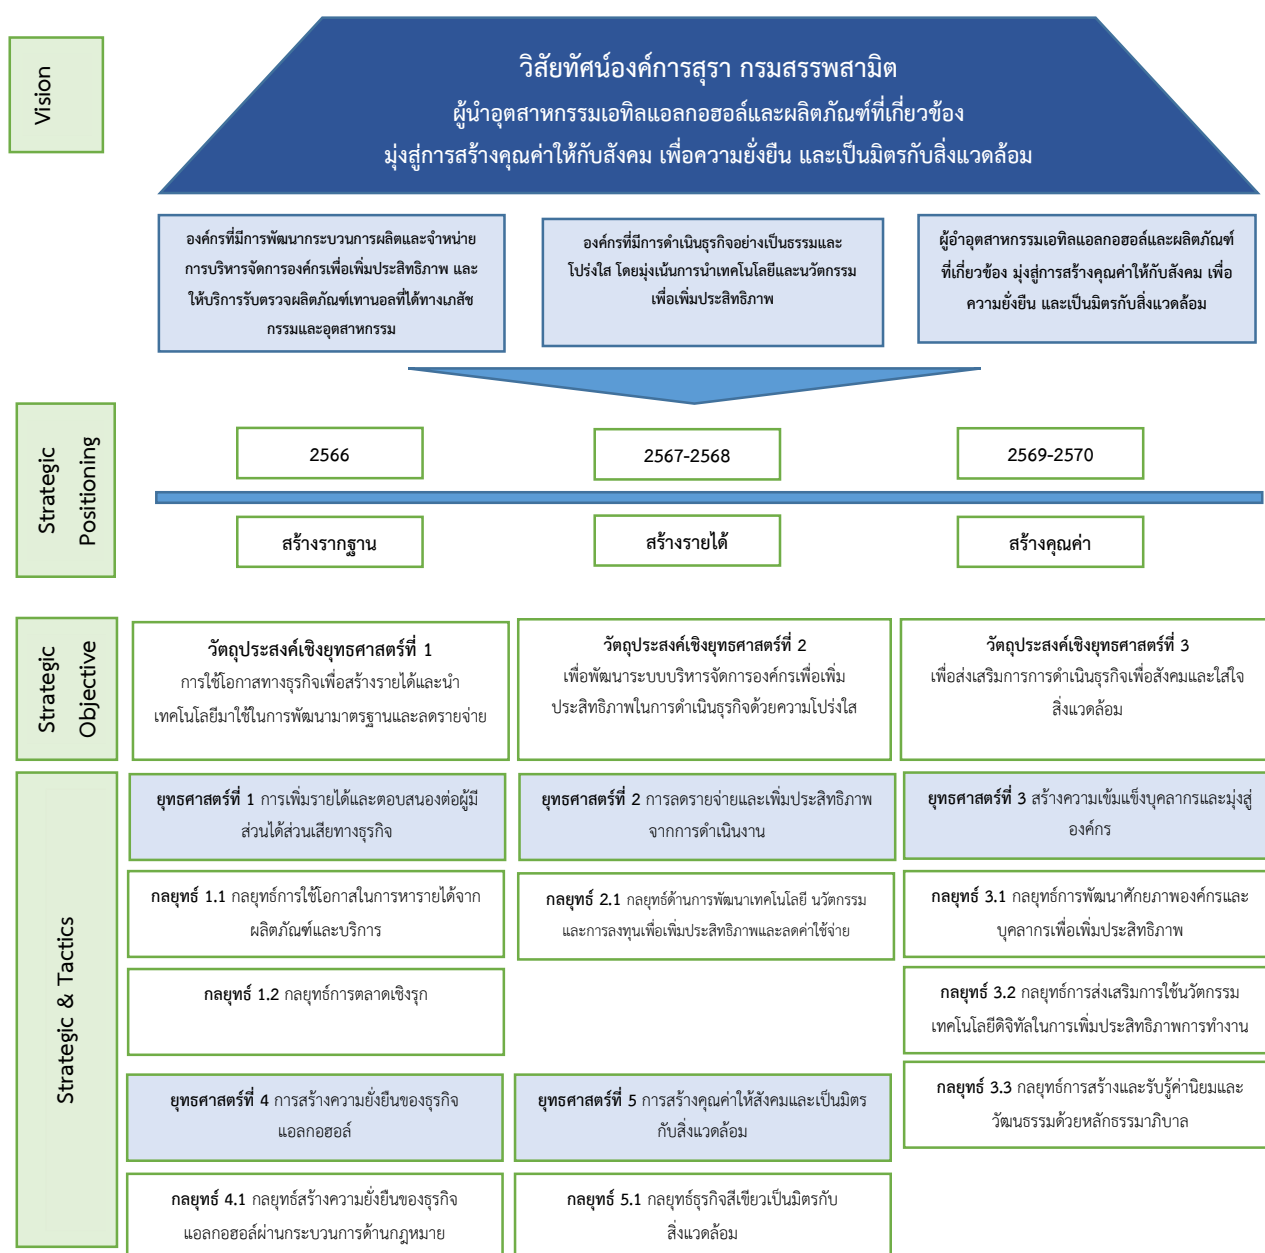 Vision
วิสัยทัศน์องค์การสุรา กรมสรรพสามิต
ผู้นำอุตสาหกรรมเอทิลแอลกอฮอล์และผลิตภัณฑ์ที่เกี่ยวข้อง
มุ่งสู่การสร้างคุณค่าให้กับสังคม เพื่อความยั่งยืน และเป็นมิตรกับสิ่งแวดล้อม
องค์กรที่มีการพัฒนากระบวนการผลิตและจำหน่าย
การบริหารจัดการองค์กรเพื่อเพิ่มประสิทธิภาพ และ
ให้บริการรับตรวจผลิตภัณฑ์เทานอลที่ได้ทางเภสัช
กรรมและอุตสาหกรรม
องค์กรที่มีการดำเนินธุรกิจอย่างเป็นธรรมและ
โปร่งใส โดยมุ่งเน้นการนำเทคโนโลยีและนวัตกรรม
เพื่อเพิ่มประสิทธิภาพ
ผู้อำอุตสาหกรรมเอทิลแอลกอฮอล์และผลิตภัณฑ์
ที่เกี่ยวข้อง มุ่งสู่การสร้างคุณค่าให้กับสังคม เพื่อ
ความยั่งยืน และเป็นมิตรกับสิ่งแวดล้อม
Strategic
Positioning
2566
2567-2568
2569-2570
สร้างรากฐาน
สร้างรายได้
สร้างคุณค่า
Strategic
Objective
วัตถุประสงค์เชิงยุทธศาสตร์ที่ 1
การใช้โอกาสทางธุรกิจเพื่อสร้างรายได้และนำ
เทคโนโลยีมาใช้ในการพัฒนามาตรฐานและลดรายจ่าย
วัตถุประสงค์เชิงยุทธศาสตร์ที่ 2
เพื่อพัฒนาระบบบริหารจัดการองค์กรเพื่อเพิ่ม
ประสิทธิภาพในการดำเนินธุรกิจด้วยความโปร่งใส
วัตถุประสงค์เชิงยุทธศาสตร์ที่ 3
เพื่อส่งเสริมการการดำเนินธุรกิจเพื่อสังคมและใส่ใจ
สิ่งแวดล้อม
Strategic & Tactics
ยุทธศาสตร์ที่ 1 การเพิ่มรายได้และตอบสนองต่อผู้มี
ส่วนได้ส่วนเสียทางธุรกิจ
ยุทธศาสตร์ที่ 2 การลดรายจ่ายและเพิ่มประสิทธิภาพ
จากการดำเนินงาน
ยุทธศาสตร์ที่ 3 สร้างความเข้มแข็งบุคลากรและมุ่งสู่
องค์กร
กลยุทธ์ 1.1 กลยุทธ์การใช้โอกาสในการหารายได้จาก
ผลิตภัณฑ์และบริการ
กลยุทธ์ 2.1 กลยุทธ์ด้านการพัฒนาเทคโนโลยี นวัตกรรม
และการลงทุนเพื่อเพิ่มประสิทธิภาพและลดค่าใช้จ่าย
กลยุทธ์ 3.1 กลยุทธ์การพัฒนาศักยภาพองค์กรและ
บุคลากรเพื่อเพิ่มประสิทธิภาพ
กลยุทธ์ 1.2 กลยุทธ์การตลาดเชิงรุก
กลยุทธ์ 3.2 กลยุทธ์การส่งเสริมการใช้นวัตกรรม
เทคโนโลยีดิจิทัลในการเพิ่มประสิทธิภาพการทำงาน
กลยุทธ์ 3.3 กลยุทธ์การสร้างและรับรู้ค่านิยมและ
วัฒนธรรมด้วยหลักธรรมาภิบาล
ยุทธศาสตร์ที่ 4 การสร้างความยั่งยืนของธุรกิจ
แอลกอฮอล์
ยุทธศาสตร์ที่ 5 การสร้างคุณค่าให้สังคมและเป็นมิตร
กับสิ่งแวดล้อม
กลยุทธ์ 4.1 กลยุทธ์สร้างความยั่งยืนของธุรกิจ
แอลกอฮอล์ผ่านกระบวนการด้านกฎหมาย
กลยุทธ์ 5.1 กลยุทธ์ธุรกิจสีเขียวเป็นมิตรกับ
สิ่งแวดล้อม